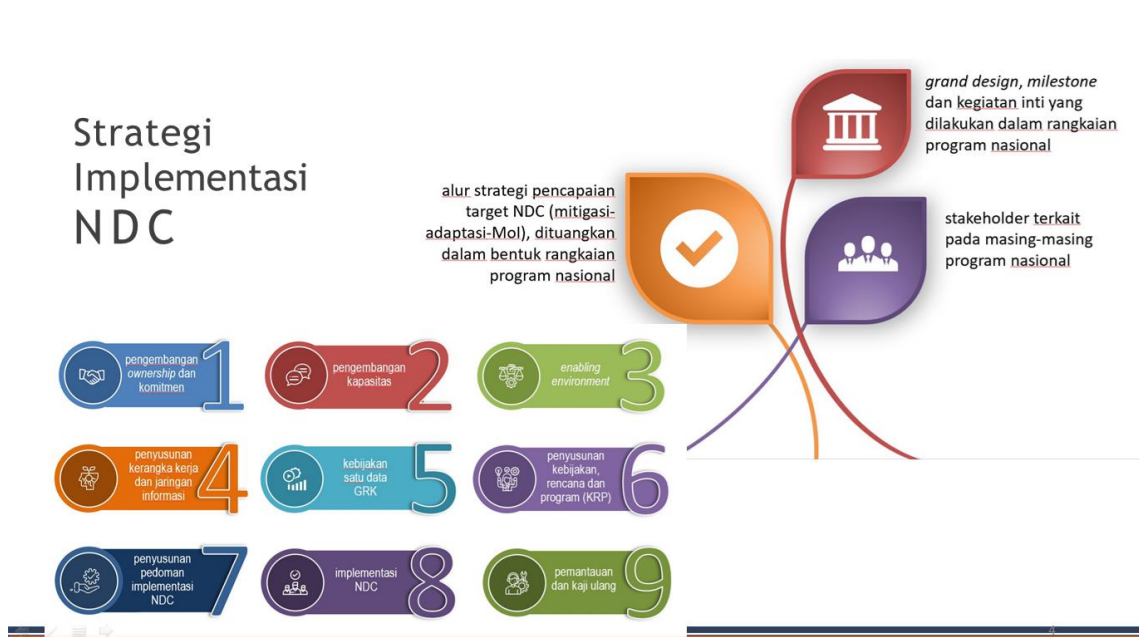 Strategi
Implementasi
NDC
alur strategi pencapaian
target NDC (mitigasi-
adaptasi-MoI), dituangkan
dalam bentuk rangkaian
program nasional
grand design, milestone
dan kegiatan inti yang
dilakukan dalam rangkaian
program nasional
stakeholder terkait
pada masing-masing
program nasional
pengembangan
ownership dan
komitmen
1
pengembangan
kapasitas
2
enabling
environment
3
penyusunan
kerangka kerja
dan jaringan
informasi
4
kebijakan
satu data
GRK
5
penyusunan
kebijakan,
rencana dan
program (KRP)
6
penyusunan
pedoman
implementasi
NDC
7
implementasi
NDC
8
pemantauan
dan kaji ulang
9
4